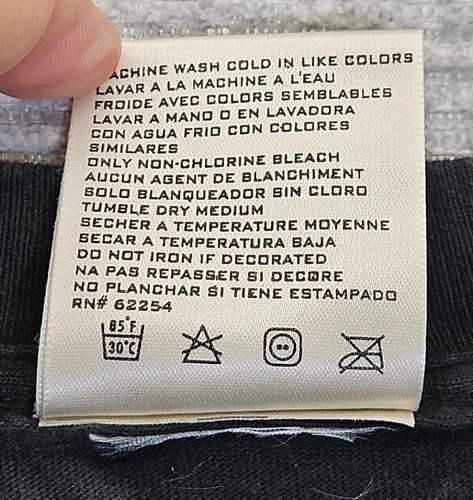 MACHINE WASH COLD IN LIKE COLORS
LAVAR A LA MACHINE A L'EAU
FROIDE AVEC COLORS SEMBLABLES
LAVAR A MANO O EN LAVADORA
CON AGUA FRIO CON COLORES
SIMILARES
ONLY NON-CHLORINE BLEACH
AUCUN AGENT DE BLANCHIMENT
SOLO BLANQUEADOR SIN CLORO
TUMBLE DRY MEDIUM
SECHER A TEMPERATURE MOYENNE
SECAR A TEMPERATURA BAJA
DO NOT IRON IF DECORATED
NA PAS REPASSER SI DECORE
NO PLANCHAR SI TIENE ESTAMPADO
RN# 62254
85°F
30°C